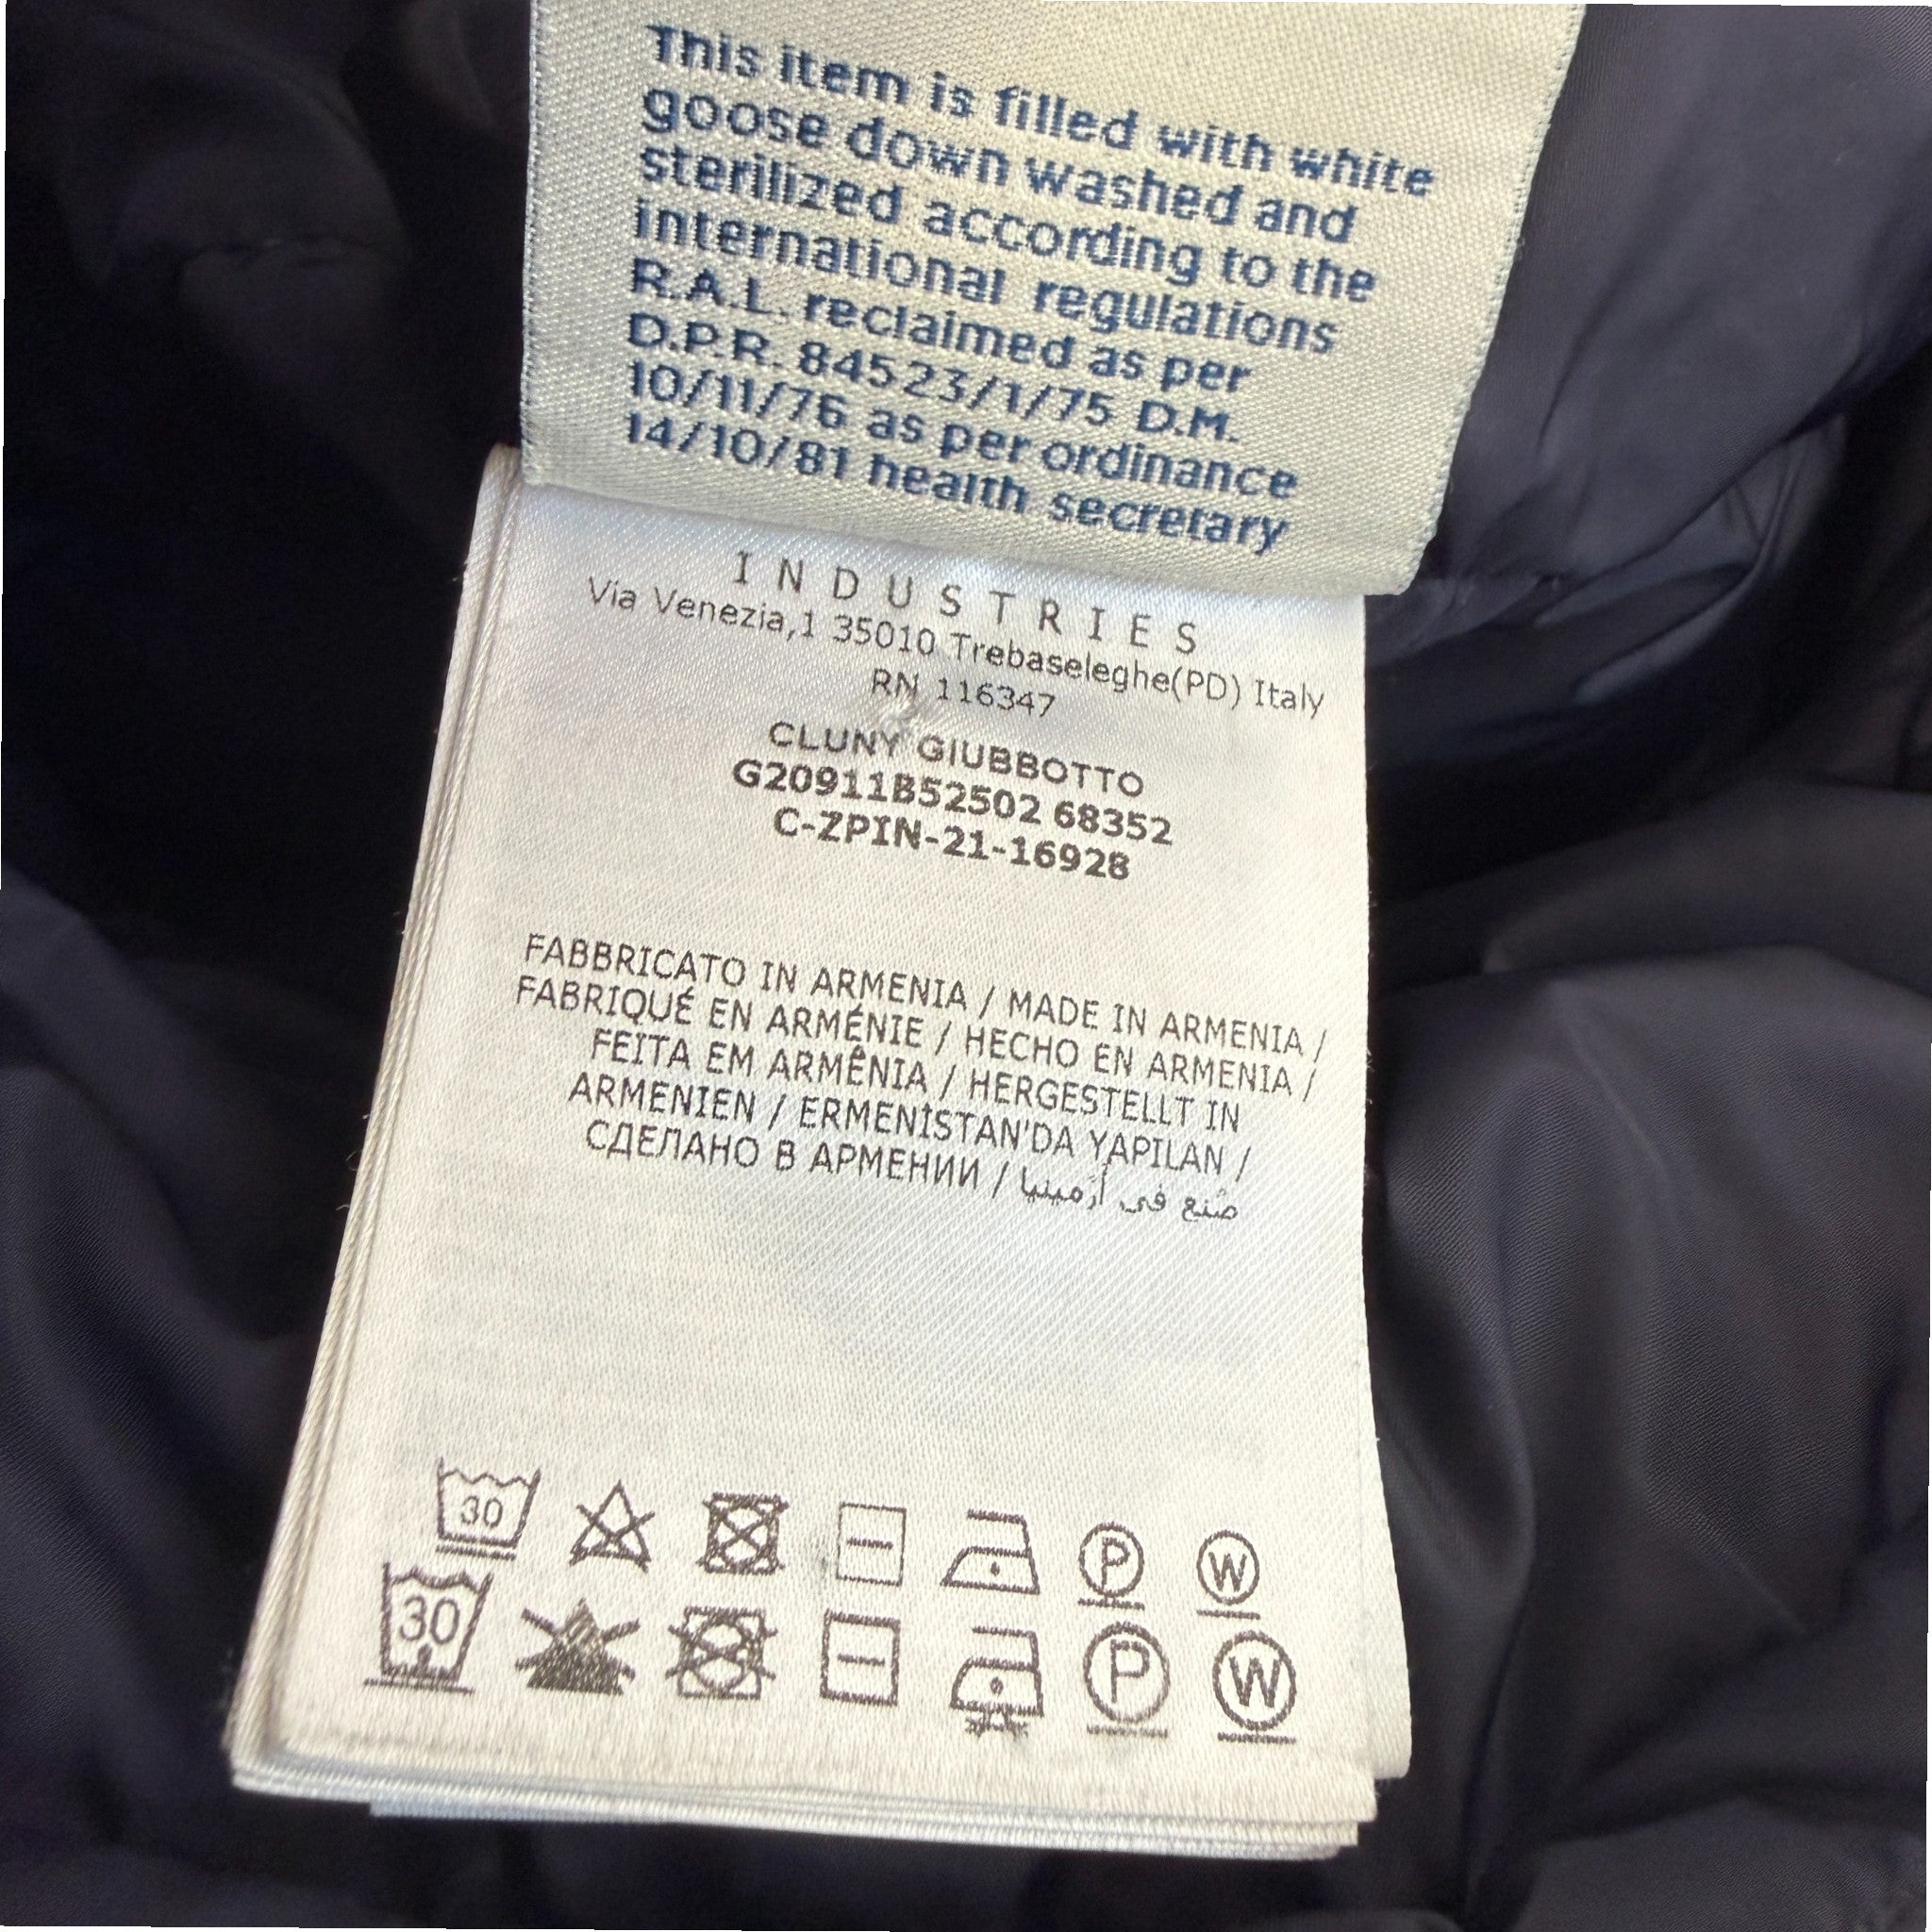 This item is filled with white
goose down washed and
sterilized according to the
international regulations
R.A.L. reclaimed as per
D.P.R. 84523/1/75 D.M.
10/11/76 as per ordinance
14/10/81 health secretary
INDUSTRIES
Via Venezia,1 35010 Trebaseleghe(PD) Italy
RN 116347
CLUNY GIUBBOTTO
G20911B52502 68352
C-ZPIN-21-16928
FABBRICATO IN ARMENIA / MADE IN ARMENIA /
FABRIQUÉ EN ARMÉNIE / HECHO EN ARMENIA /
FEITA EM ARMÊNIA / HERGESTELLT IN
ARMENIEN / ERMENİSTAN'DA YAPILAN /
СДЕЛАНО В АРМЕНИИ / صُنع في أرمينيا
30 P W
30 P W